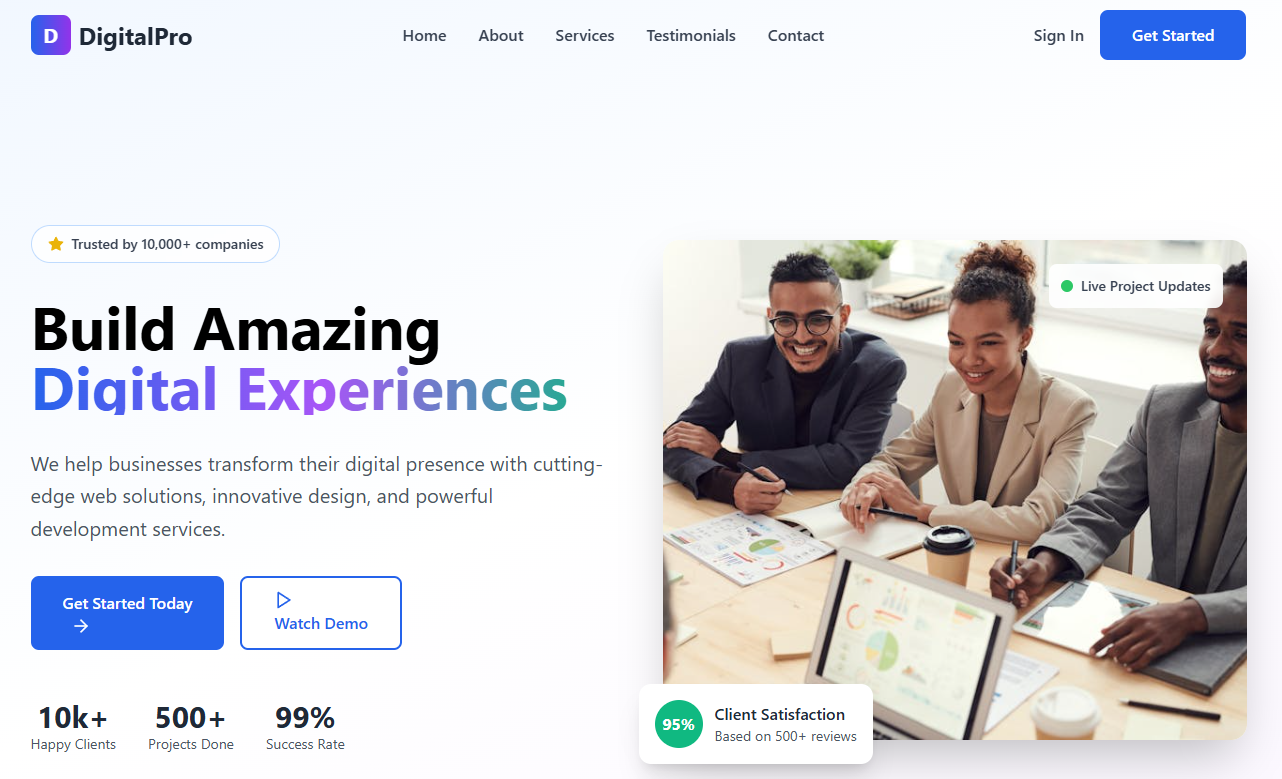 D DigitalPro
Home About Services Testimonials Contact
Sign In Get Started
Trusted by 10,000+ companies
Build Amazing
Digital Experiences
We help businesses transform their digital presence with cutting-
edge web solutions, innovative design, and powerful
development services.
Get Started Today
Watch Demo
10k+ 500+ 99%
Happy Clients Projects Done Success Rate
Live Project Updates
95%
Client Satisfaction
Based on 500+ reviews